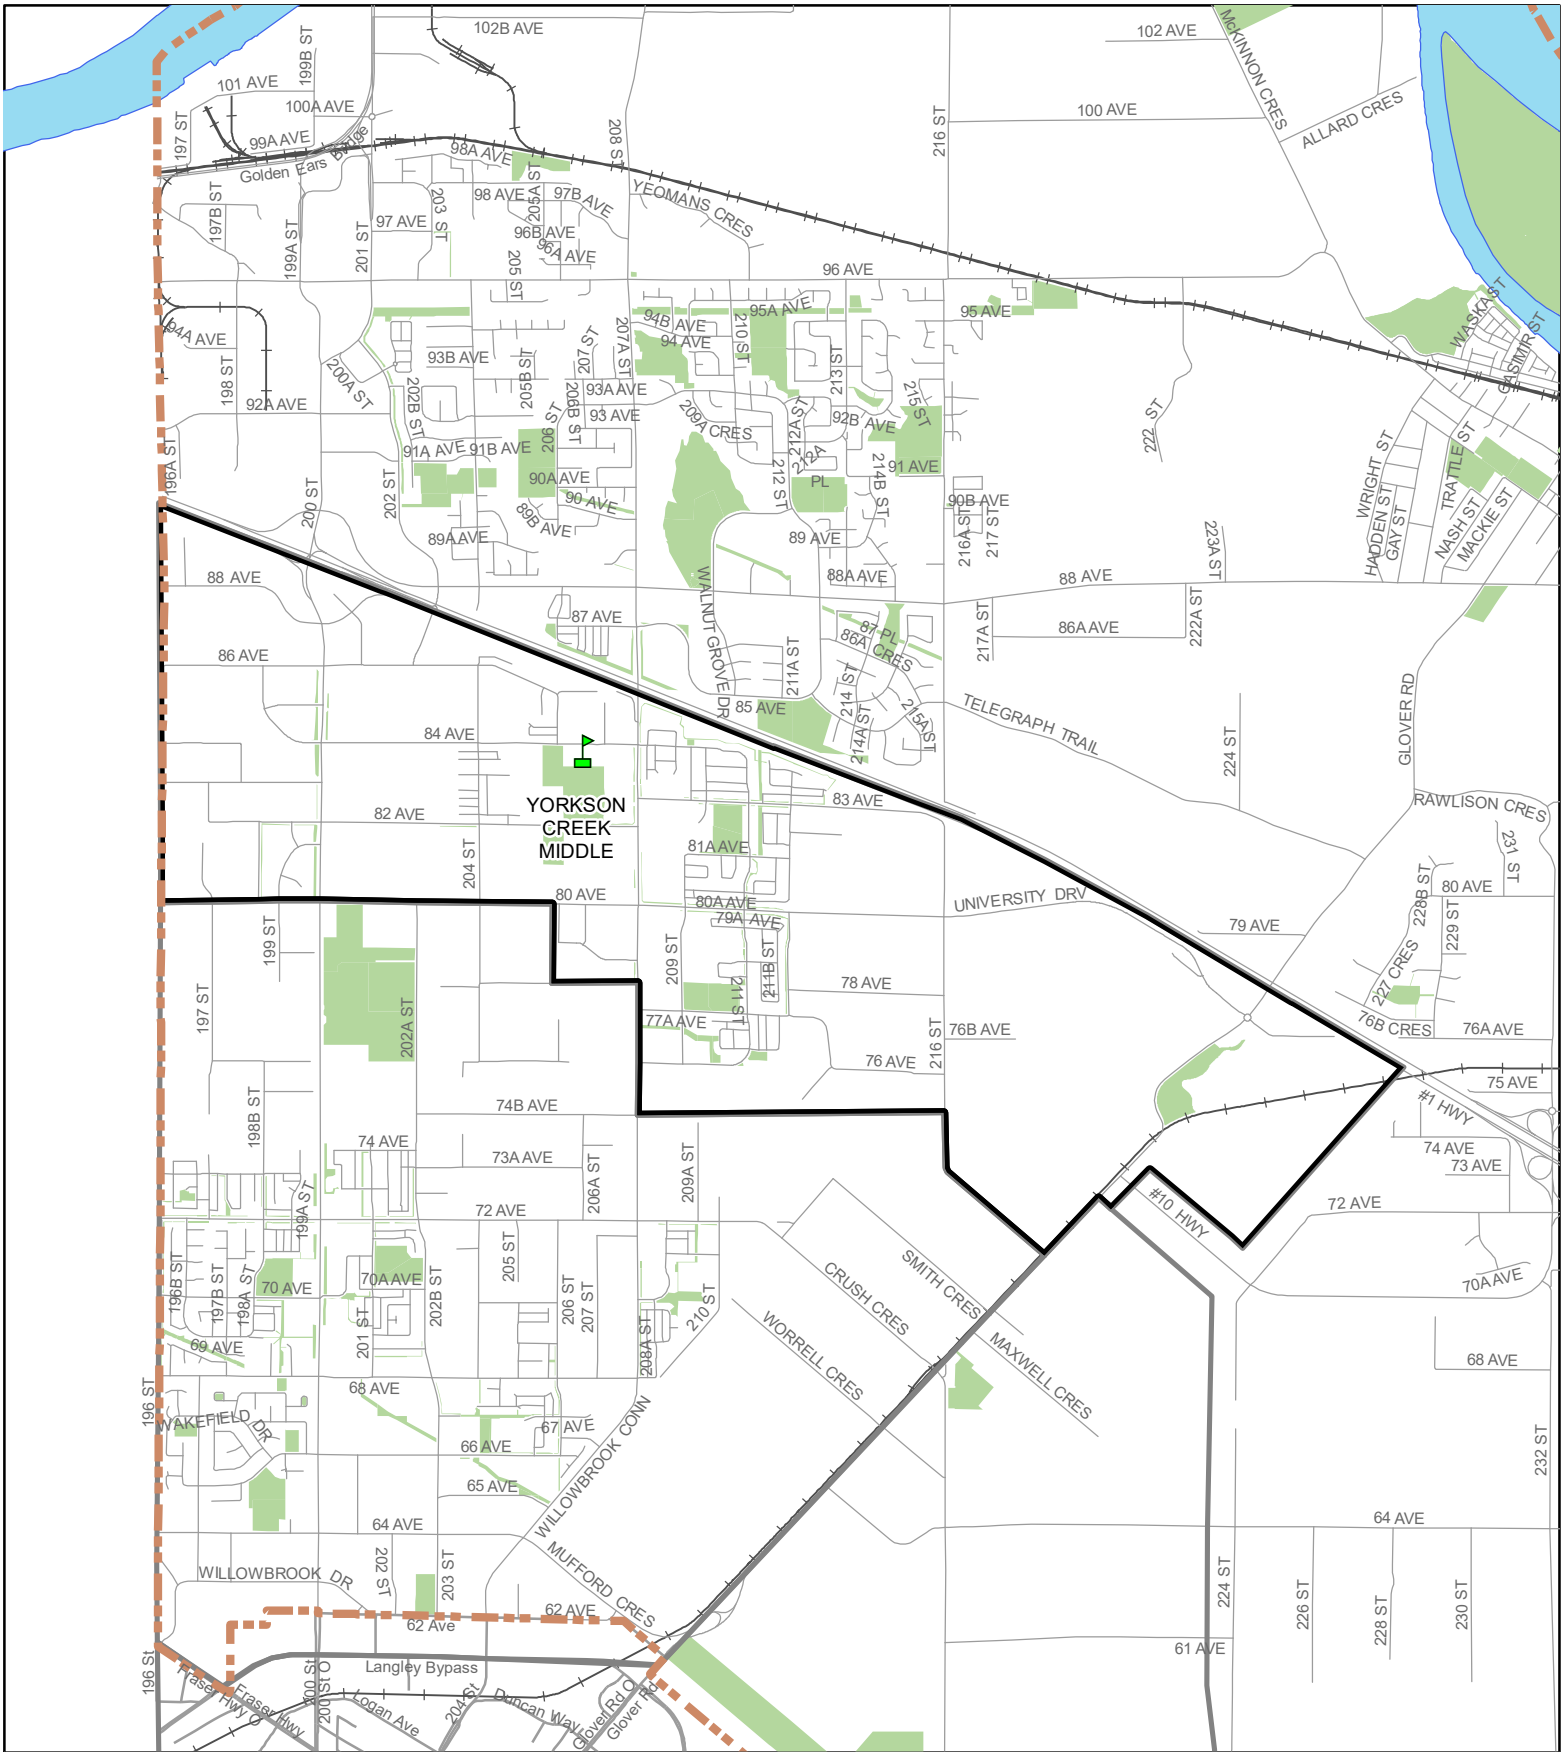 102B AVE
102 AVE
McKINNON CRES
199B ST
101 AVE
100A AVE
100 AVE
ALLARD CRES
197 ST
99A AVE
Golden Ears Bridge
98A AVE
208 ST
216 ST
98 AVE
205A ST
97B AVE
YEOMANS CRES
197B ST
203 ST
97 AVE
96B AVE
96A AVE
199A ST
201 ST
205 ST
96 AVE
95A AVE
95 AVE
WASKA ST
GASIMIR ST
94A AVE
94B AVE
94 AVE
210 ST
207A ST
207 ST
93B AVE
213 ST
198 ST
200A ST
202B ST
205B ST
206B ST
93A AVE
215 ST
92A AVE
93 AVE
209A CRES
212A ST
92B AVE
222 ST
206 ST
91A AVE
91B AVE
212A
PL
91 AVE
196A ST
200 ST
202 ST
90A AVE
90 AVE
212 ST
214B ST
90B AVE
WRIGHT ST
TRATTLE ST
HADDEN ST
GAY ST
NASH ST
MACKIE ST
89B AVE
89A AVE
89 AVE
219A ST
217 ST
223A ST
88 AVE
88A AVE
88 AVE
WALNUT GROVE DR
87 AVE
87 PL
86A CRES
217A ST
86A AVE
222A ST
86 AVE
211A ST
214 ST
85 AVE
214A ST
215A ST
TELEGRAPH TRAIL
GLOVER RD
84 AVE
224 ST
YORKSON
CREEK
MIDDLE
82 AVE
83 AVE
RAWLISON CRES
81A AVE
204 ST
231 ST
80 AVE
80A AVE
UNIVERSITY DRV
228B ST
80 AVE
79A AVE
79 AVE
229 ST
199 ST
209 ST
211B ST
227 CRES
78 AVE
211 ST
197 ST
202A ST
77A AVE
76B AVE
76B CRES
76A AVE
216 ST
76 AVE
75 AVE
#1 HWY
74B AVE
198B ST
74 AVE
73A AVE
74 AVE
73 AVE
206A ST
209A ST
#10 HWY
72 AVE
72 AVE
199A ST
205 ST
SMITH CRES
196B ST
197B ST
198A ST
70 AVE
70A AVE
202B ST
206 ST
207 ST
210 ST
CRUSH CRES
70A AVE
201 ST
208A ST
WORRELL CRES
MAXWELL CRES
69 AVE
68 AVE
68 AVE
196 ST
WAKEFIELD DR
67 AVE
66 AVE
WILLOWBROOK CONN
232 ST
65 AVE
64 AVE
64 AVE
MUFFORD CRES
WILLOWBROOK DR
202 ST
203 ST
224 ST
226 ST
228 ST
230 ST
62 AVE
62 Ave
61 AVE
Langley Bypass
196 St
Fraser Hwy O
Fraser Hwy
200 St
200 St O
Logan Ave
204 St
Duncan Way
Glover Rd O
Glover Rd